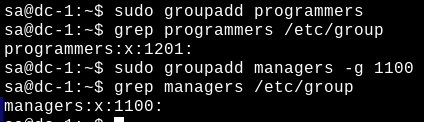 sa@dc-1:~$ sudo groupadd programmers
sa@dc-1:~$ grep programmers /etc/group
programmers:x:1201:
sa@dc-1:~$ sudo groupadd managers -g 1100
sa@dc-1:~$ grep managers /etc/group
managers:x:1100:
sa@dc-1:~$